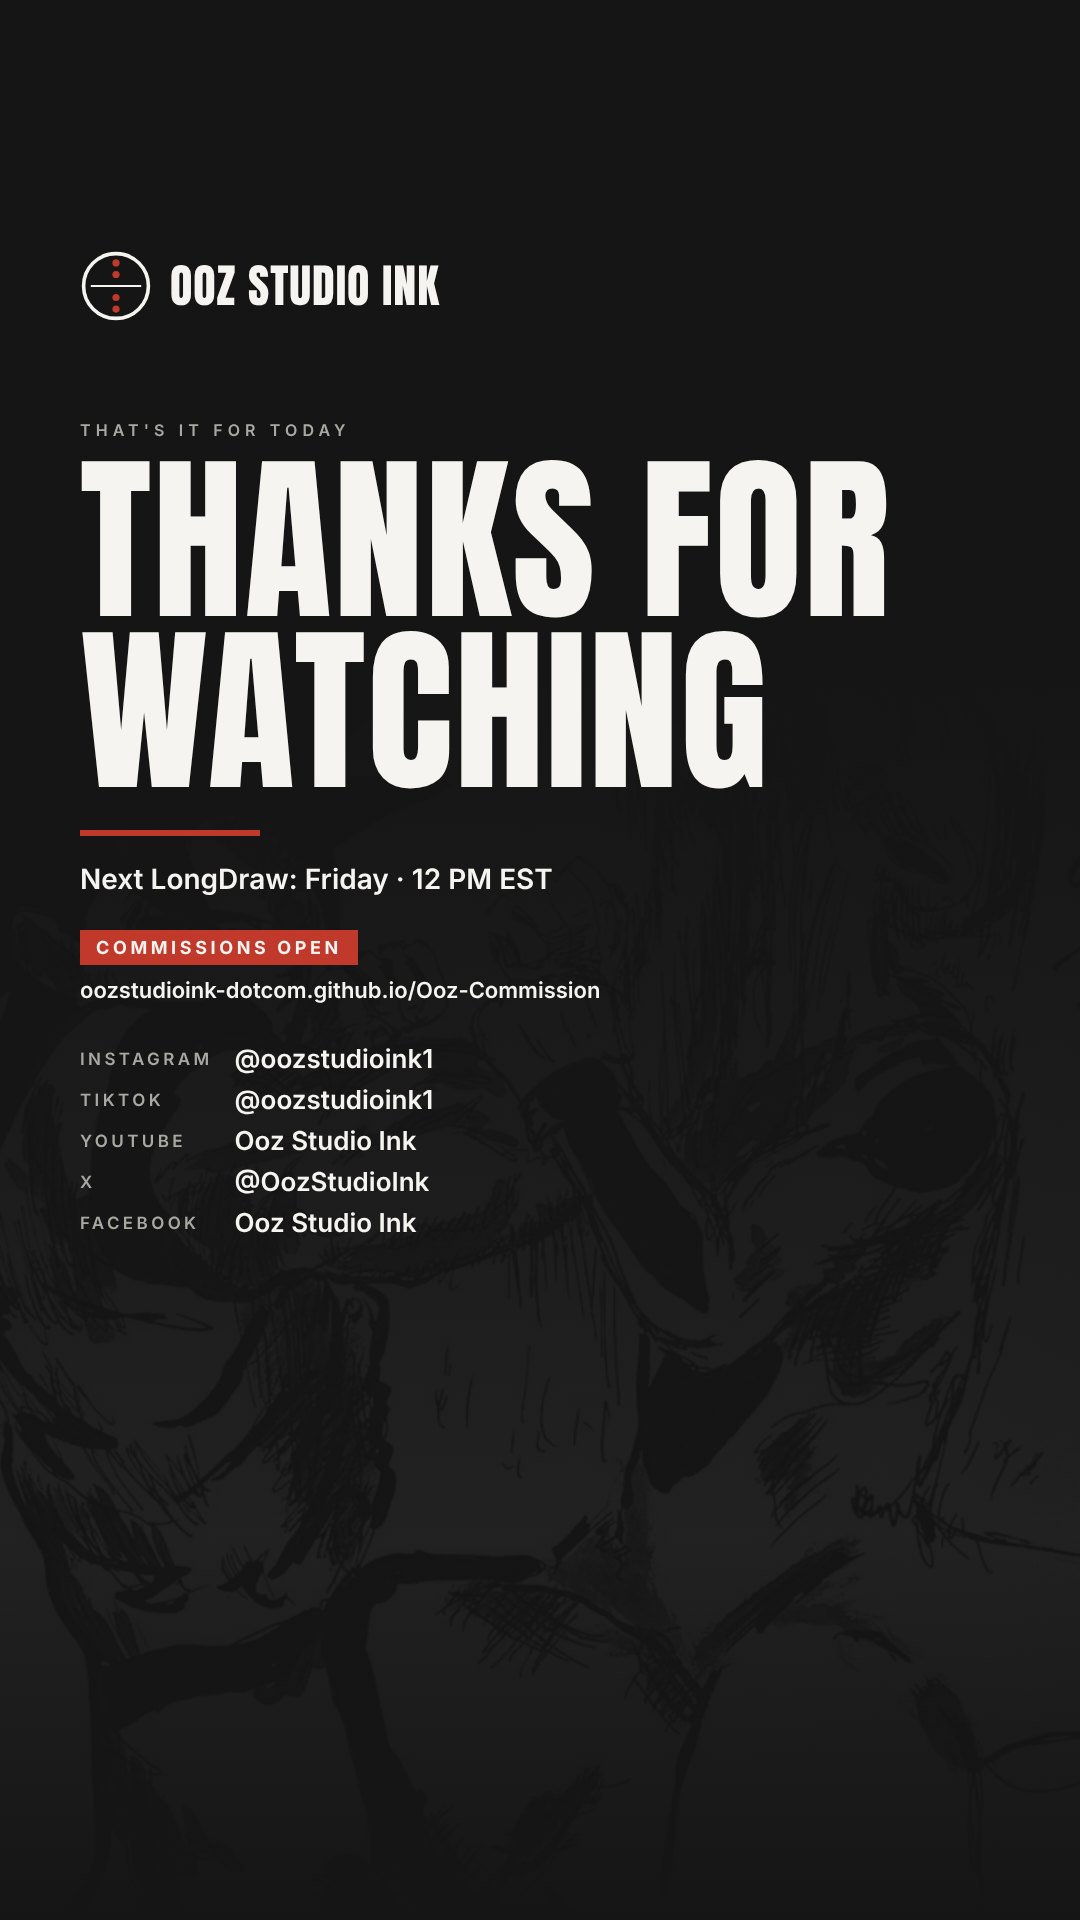 OOZ STUDIO INK
THAT'S IT FOR TODAY
THANKS FOR
WATCHING
Next LongDraw: Friday · 12 PM EST
COMMISSIONS OPEN
oozstudioink-dotcom.github.io/Ooz-Commission
INSTAGRAM @oozstudioink1
TIKTOK @oozstudioink1
YOUTUBE Ooz Studio Ink
X @OozStudioInk
FACEBOOK Ooz Studio Ink